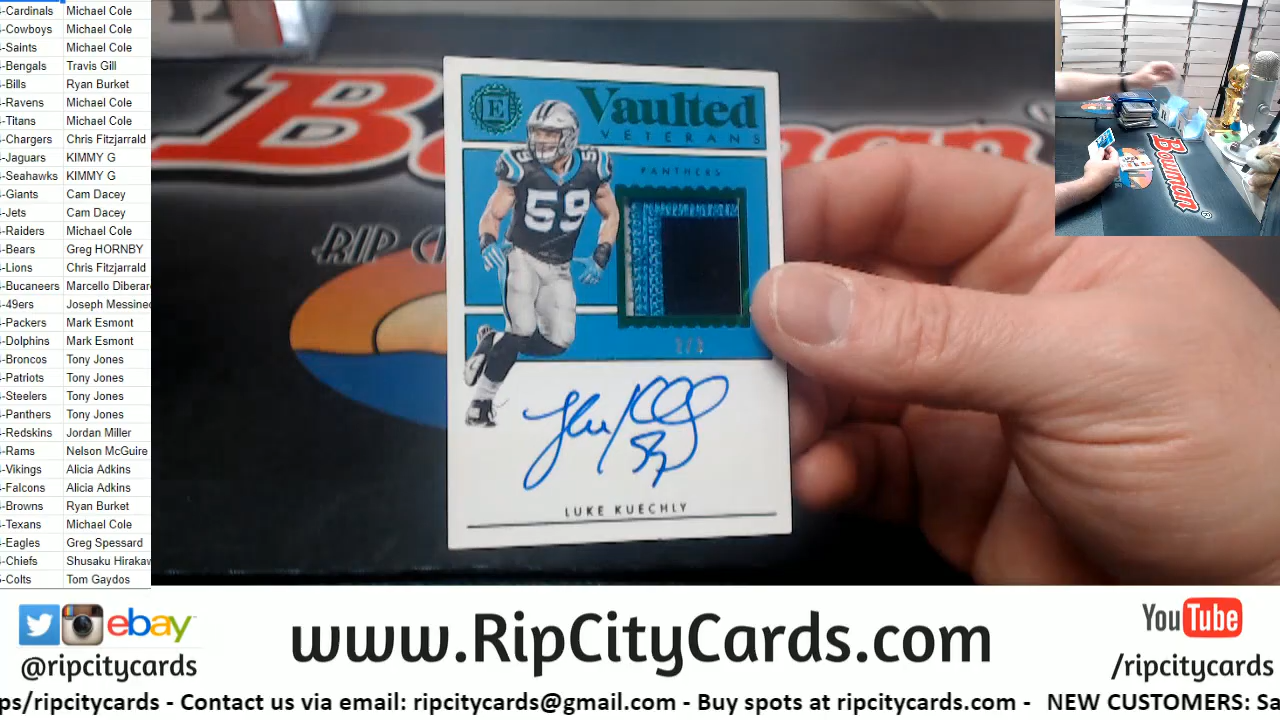 -Cardinals Michael Cole
-Cowboys Michael Cole
-Saints Michael Cole
-Bengals Travis Gill
-Bills Ryan Burket
-Ravens Michael Cole
-Titans Michael Cole
-Chargers Chris Fitzjarrald
-Jaguars KIMMY G
-Seahawks KIMMY G
-Giants Cam Dacey
-Jets Cam Dacey
-Raiders Michael Cole
-Bears Greg HORNBY
-Lions Chris Fitzjarrald
-Bucaneers Marcello Diberar
-49ers Joseph Messine
-Packers Mark Esmont
-Dolphins Mark Esmont
-Broncos Tony Jones
-Patriots Tony Jones
-Steelers Tony Jones
-Panthers Tony Jones
-Redskins Jordan Miller
-Rams Nelson McGuire
-Vikings Alicia Adkins
-Falcons Alicia Adkins
-Browns Ryan Burket
-Texans Michael Cole
-Eagles Greg Spessard
-Chiefs Shusaku Hirakaw
-Colts Tom Gaydos
E
Vaulted
VETERANS
PANTHERS
59
59
LUKE KUECHLY
RIP C
Bowman
www.RipCityCards.com
ebay
@ripcitycards
YouTube
/ripcitycards
ps/ripcitycards - Contact us via email: ripcitycards@gmail.com - Buy spots at ripcitycards.com - NEW CUSTOMERS: Sa